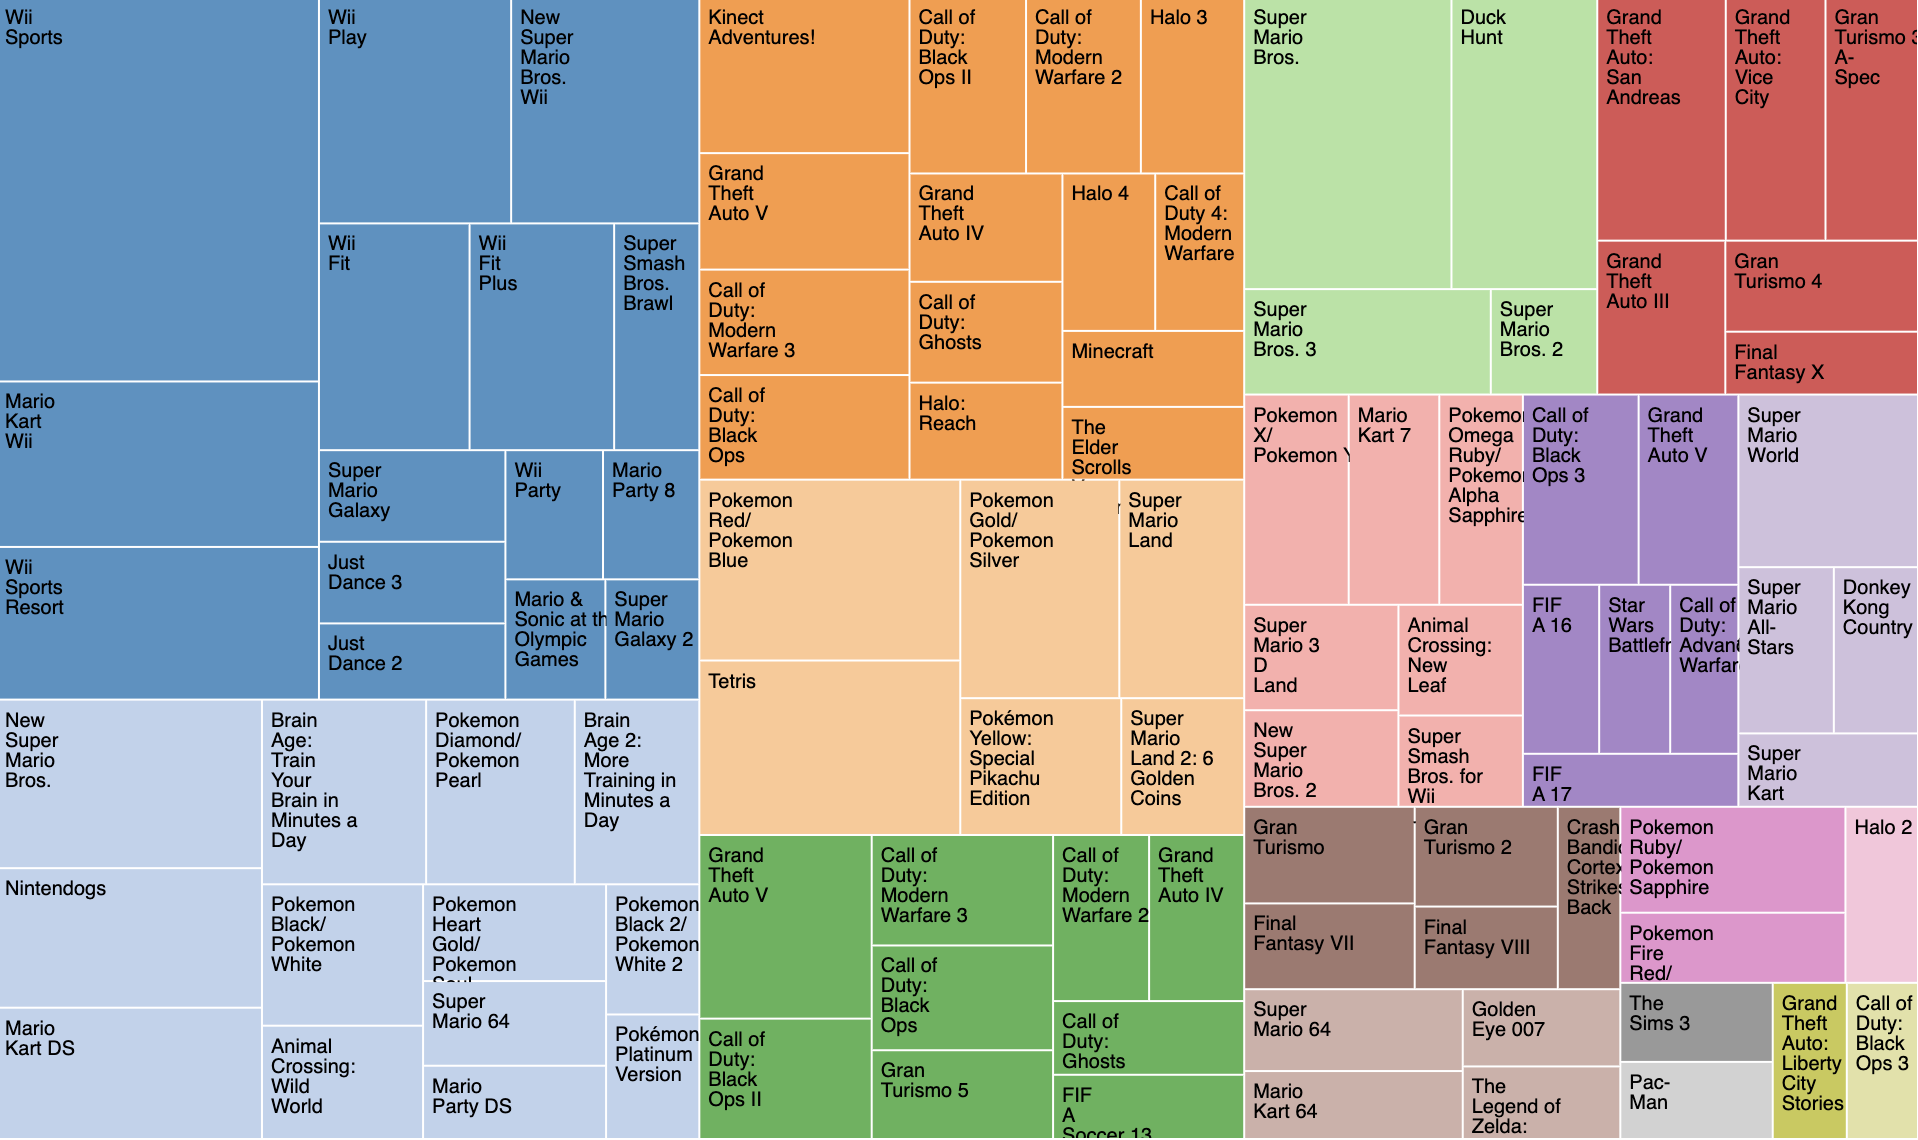 Wii
Sports
Mario
Kart
Wii
Wii
Sports
Resort
Wii
Play
New
Super
Mario
Bros.
Wii
Wii
Fit
Wii
Fit
Plus
Super
Smash
Bros.
Brawl
Super
Mario
Galaxy
Just
Dance 3
Just
Dance 2
Wii
Party
Mario
Party 8
Mario &
Sonic at th
Olympic
Games
Super
Mario
Galaxy 2
New
Super
Mario
Bros.
Nintendogs
Mario
Kart DS
Brain
Age:
Train
Your
Brain in
Minutes a
Day
Pokemon
Diamond/
Pokemon
Pearl
Brain
Age 2:
More
Training in
Minutes a
Day
Pokemon
Black/
Pokemon
White
Animal
Crossing:
Wild
World
Pokemon
Heart
Gold/
Pokemon
Super
Mario 64
Mario
Party DS
Pokemon
Black 2/
Pokemon
White 2
Pokémon
Platinum
Version
Kinect
Adventures!
Grand
Theft
Auto V
Call of
Duty:
Modern
Warfare 3
Call of
Duty:
Black
Ops
Call of
Duty:
Black
Ops II
Call of
Duty:
Modern
Warfare 2
Halo 3
Grand
Theft
Auto IV
Call of
Duty:
Ghosts
Halo:
Reach
Halo 4
Call of
Duty 4:
Modern
Warfare
Minecraft
The
Elder
Scrolls
Pokemon
Red/
Pokemon
Blue
Tetris
Pokemon
Gold/
Pokemon
Silver
Super
Mario
Land
Pokémon
Yellow:
Special
Pikachu
Edition
Super
Mario
Land 2: 6
Golden
Coins
Grand
Theft
Auto V
Call of
Duty:
Black
Ops II
Call of
Duty:
Modern
Warfare 3
Call of
Duty:
Black
Ops
Gran
Turismo 5
Call of
Duty:
Modern
Warfare 2
Grand
Theft
Auto IV
Call of
Duty:
Ghosts
FIF
A
Soccer 13
Super
Mario
Bros.
Duck
Hunt
Super
Mario
Bros. 3
Super
Mario
Bros. 2
Grand
Theft
Auto:
San
Andreas
Grand
Theft
Auto:
Vice
City
Gran
Turismo 3
A-
Spec
Grand
Theft
Auto III
Gran
Turismo 4
Final
Fantasy X
Pokemon
X/
Pokemon Y
Mario
Kart 7
Pokemo
Omega
Ruby/
Pokemo
Alpha
Sapphire
Super
Mario 3
D
Land
New
Super
Mario
Bros. 2
Animal
Crossing:
New
Leaf
Super
Smash
Bros. for
Wii
Call of
Duty:
Black
Ops 3
Grand
Theft
Auto V
FIF
A 16
Star
Wars
Battlefr
Call of
Duty:
Advan
Warfar
FIF
A 17
Super
Mario
World
Super
Mario
All-
Stars
Donkey
Kong
Country
Super
Mario
Kart
Gran
Turismo
Final
Fantasy VII
Gran
Turismo 2
Final
Fantasy VIII
Crash
Bandic
Cortex
Strikes
Back
Pokemon
Ruby/
Pokemon
Sapphire
Pokemon
Fire
Red/
Halo 2
Super
Mario 64
Mario
Kart 64
Golden
Eye 007
The
Legend of
Zelda:
The
Sims 3
Pac-
Man
Grand
Theft
Auto:
Liberty
City
Stories
Call of
Duty:
Black
Ops 3